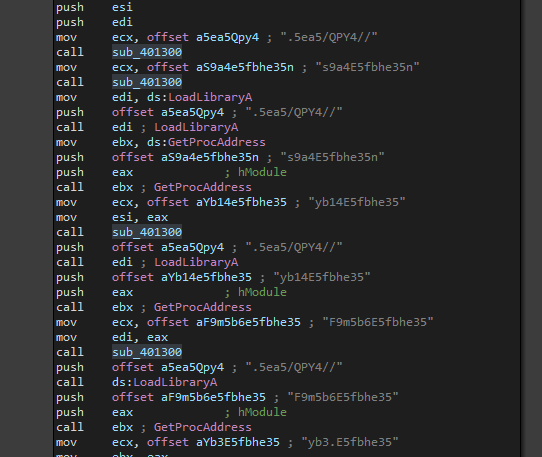 push esi
push edi
mov ecx, offset a5ea5Qpy4 ; ".5ea5/QPY4//"
call sub_401300
mov ecx, offset aS9a4e5fbhe35n ; "s9a4E5fbhe35n"
call sub_401300
mov edi, ds:LoadLibraryA
push offset a5ea5Qpy4 ; ".5ea5/QPY4//"
call edi ; LoadLibraryA
mov ebx, ds:GetProcAddress
push offset aS9a4e5fbhe35n ; "s9a4E5fbhe35n"
push eax ; hModule
call ebx ; GetProcAddress
mov ecx, offset aYb14e5fbhe35 ; "yb14E5fbhe35"
mov esi, eax
call sub_401300
push offset a5ea5Qpy4 ; ".5ea5/QPY4//"
call edi ; LoadLibraryA
push offset aYb14e5fbhe35 ; "yb14E5fbhe35"
push eax ; hModule
call ebx ; GetProcAddress
mov ecx, offset aF9m5b6e5fbhe35 ; "F9m5b6E5fbhe35"
mov edi, eax
call sub_401300
push offset a5ea5Qpy4 ; ".5ea5/QPY4//"
call ds:LoadLibraryA
push offset aF9m5b6e5fbhe35 ; "F9m5b6E5fbhe35"
push eax ; hModule
call ebx ; GetProcAddress
mov ecx, offset aYb3E5fbhe35 ; "yb3.E5fbhe35"
mov ebx, eax